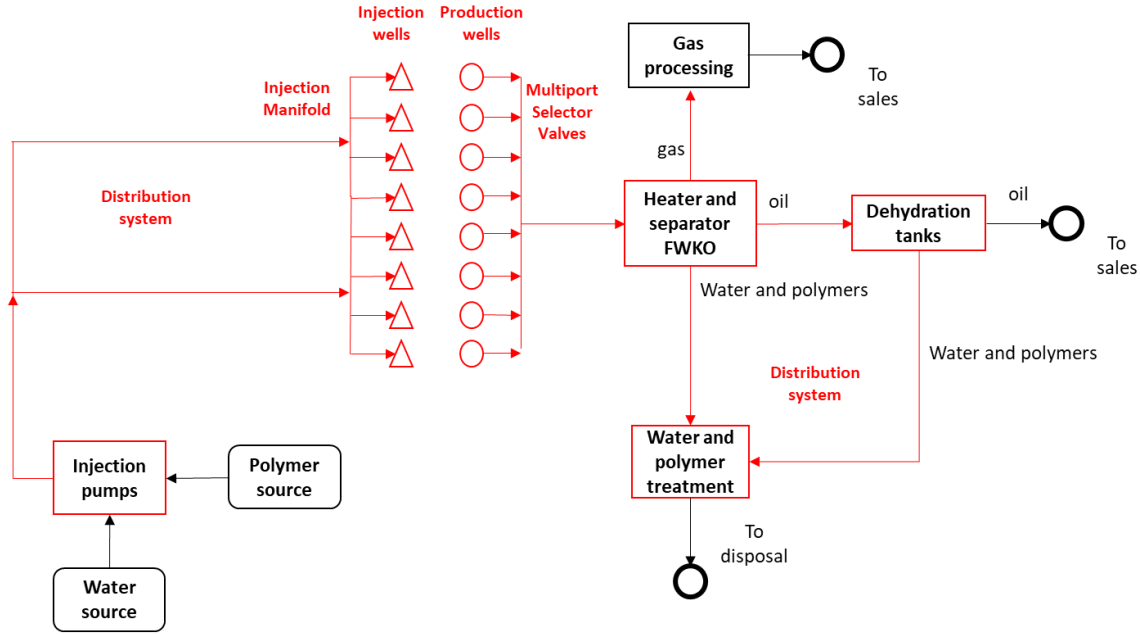 Injection
wells
Production
wells
Gas
processing
To
sales
Injection
Manifold
Multiport
Selector
Valves
gas
Distribution
system
Heater and
separator
FWKO
oil
Dehydration
tanks
oil
To
sales
Water and polymers
Water and polymers
Distribution
system
Injection
pumps
Polymer
source
Water and
polymer
treatment
To
disposal
Water
source